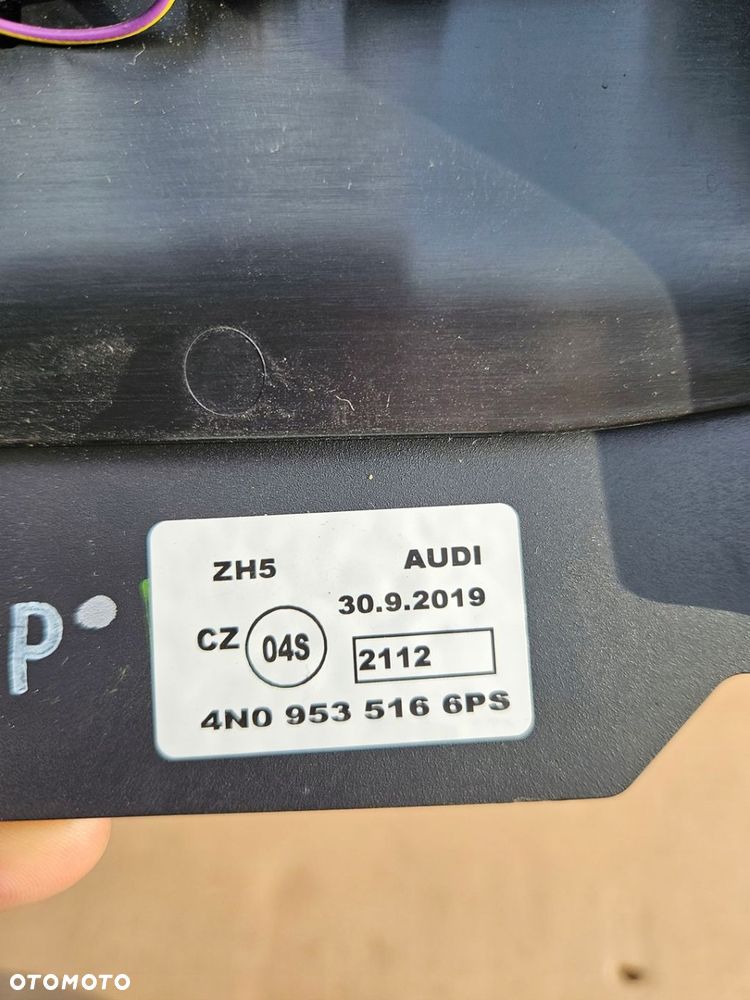 ZH5 AUDI
30.9.2019
CZ 04S 2112
4N0 953 516 6PS
P
OTOMOTO